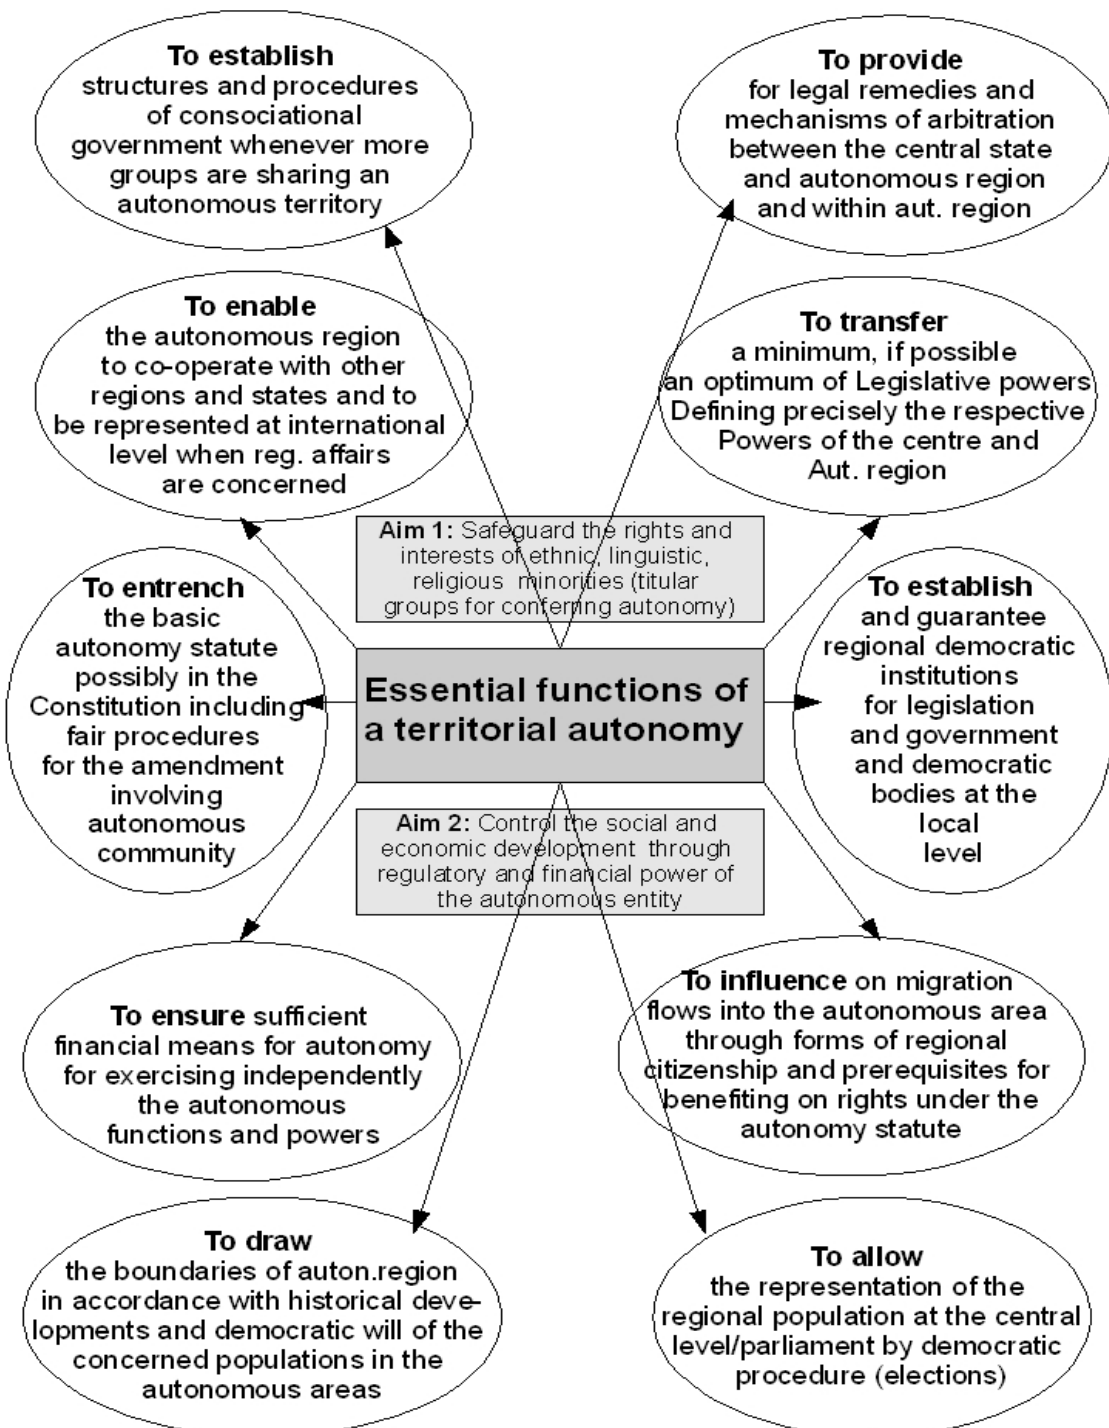 To establish
structures and procedures
of consociational
government whenever more
groups are sharing an
autonomous territory
To provide
for legal remedies and
mechanisms of arbitration
between the central state
and autonomous region
and within aut. region
To enable
the autonomous region
to co-operate with other
regions and states and to
be represented at international
level when reg. affairs
are concerned
To transfer
a minimum, if possible
an optimum of Legislative powers
Defining precisely the respective
Powers of the centre and
Aut. region
Aim 1: Safeguard the rights and
interests of ethnic, linguistic,
religious minorities (titular
groups for conferring autonomy)
To entrench
the basic
autonomy statute
possibly in the
Constitution including
fair procedures
for the amendment
involving
autonomous
community
Essential functions of
a territorial autonomy
To establish
and guarantee
regional democratic
institutions
for legislation
and government
and democratic
bodies at the
local
level
Aim 2: Control the social and
economic development through
regulatory and financial power of
the autonomous entity
To ensure sufficient
financial means for autonomy
for exercising independently
the autonomous
functions and powers
To influence on migration
flows into the autonomous area
through forms of regional
citizenship and prerequisites for
benefiting on rights under the
autonomy statute
To draw
the boundaries of auton.region
in accordance with historical deve-
lopments and democratic will of the
concerned populations in the
autonomous areas
To allow
the representation of the
regional population at the central
level/parliament by democratic
procedure (elections)